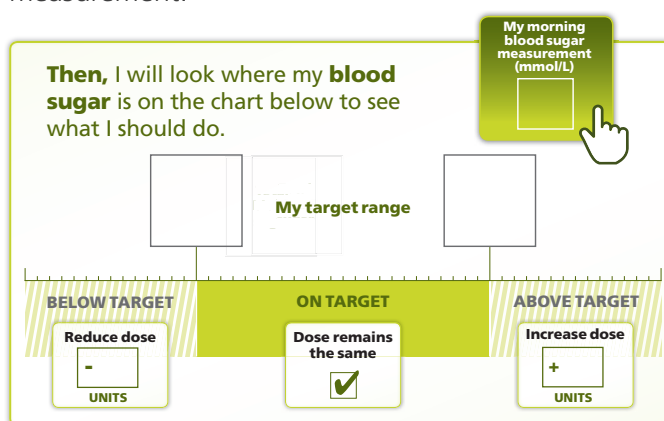 measurement.
My morning
blood sugar
measurement
(mmol/L)
Then, I will look where my blood
sugar is on the chart below to see
what I should do.
My target range
BELOW TARGET
ON TARGET
ABOVE TARGET
Reduce dose
-
UNITS
Dose remains
the same
✔
Increase dose
+
UNITS